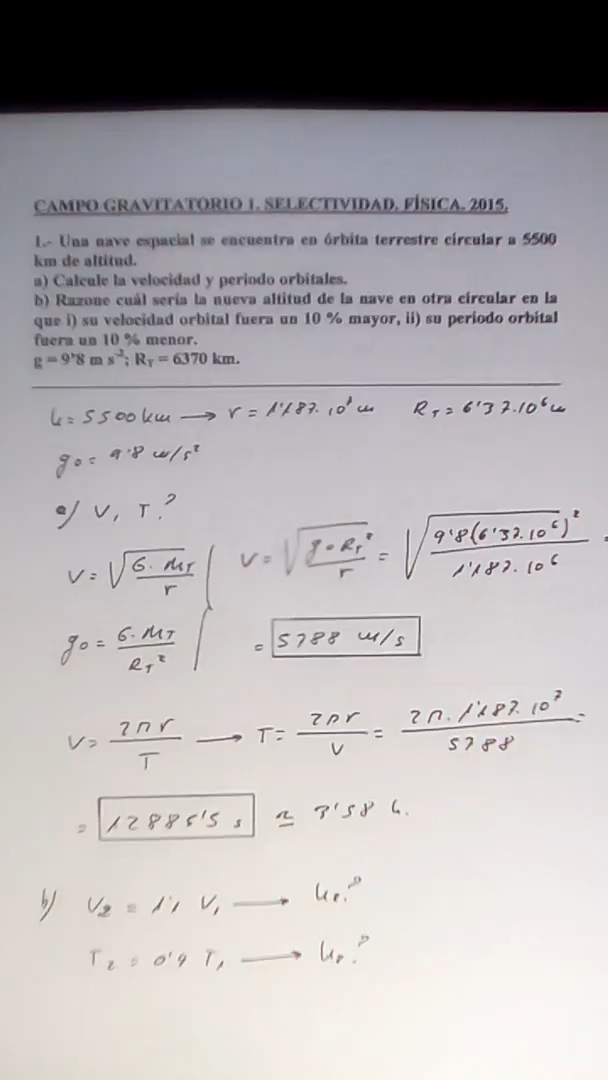 CAMPO GRAVITATORIO 1. SELECTIVIDAD. FÍSICA. 2015.
1.- Una nave espacial se encuentra en órbita terrestre circular a 5500
km de altitud.
a) Calcule la velocidad y periodo orbitales.
b) Razone cuál sería la nueva altitud de la nave en otra circular en la
que i) su velocidad orbital fuera un 10 % mayor, ii) su periodo orbital
fuera un 10 % menor.
g = 9'8 m s⁻²; R_T = 6370 km.
h = 5500 km → r = 1'187.10⁷ m R_T = 6'37.10⁶ m
g₀ = 9'8 m/s²
a) V, T?
V = √(G.M_T / r) V = √(g₀ R_T² / r) = √(9'8(6'37.10⁶)² / 1'187.10⁶) =
g₀ = G.M_T / R_T² = 5788 m/s
V = 2πr / T → T = 2πr / V = 2π.1'187.10⁷ / 5788 =
= 12885'5 s ≃ 3'58 h.
b) V₂ = 1'1 V₁ → h₂?
T₂ = 0'9 T₁ → h₂?